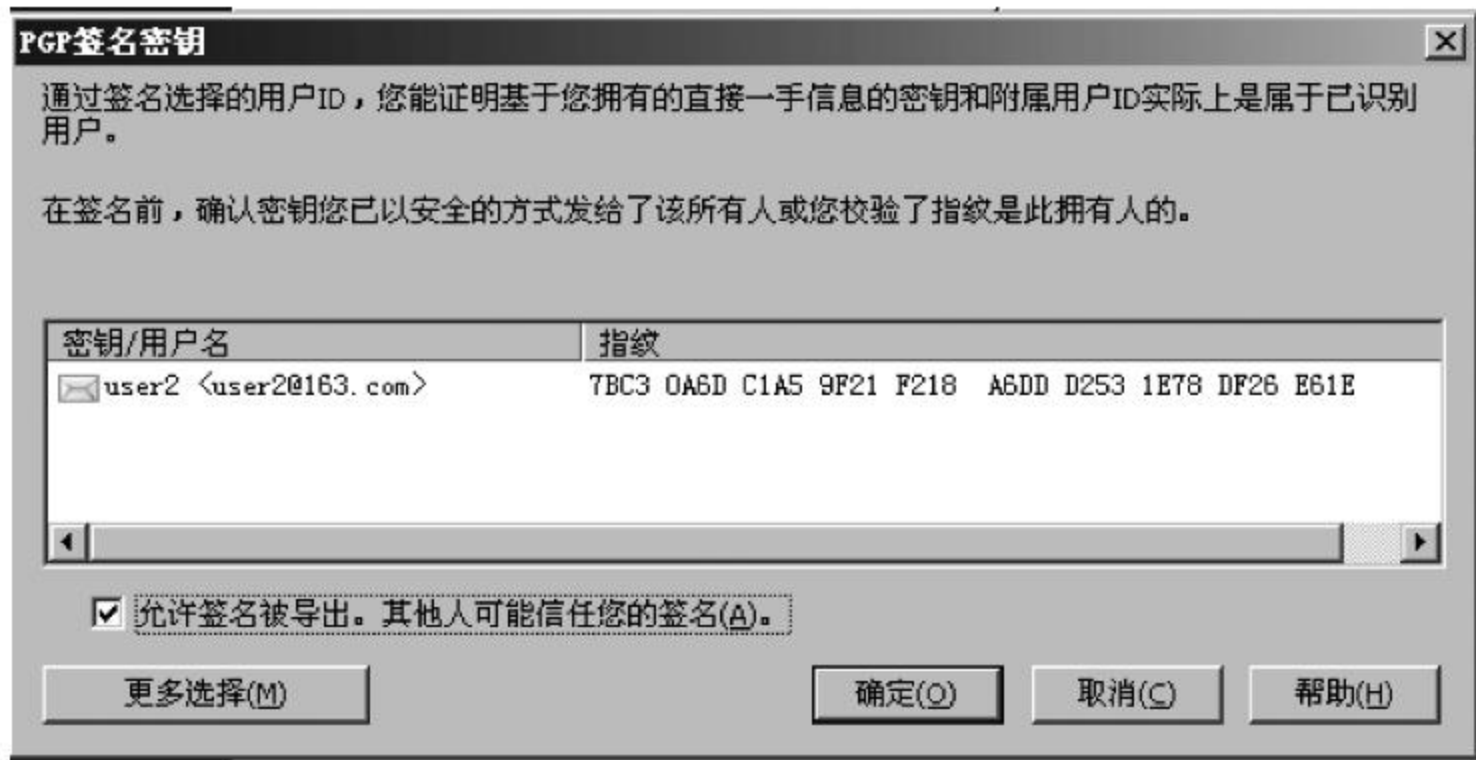 PGP签名密钥
通过签名选择的用户ID，您能证明基于您拥有的直接一手信息的密钥和附属用户ID实际上是属于已识别
用户。
在签名前，确认密钥您已以安全的方式发给了该所有人或您校验了指纹是此拥有人的。
密钥/用户名 指纹
user2 <user2@163.com> 7BC3 0A6D C1A5 9F21 F218 A6DD D253 1E78 DF26 E61E
允许签名被导出。其他人可能信任您的签名(A)。
更多选择(M) 确定(O) 取消(C) 帮助(H)